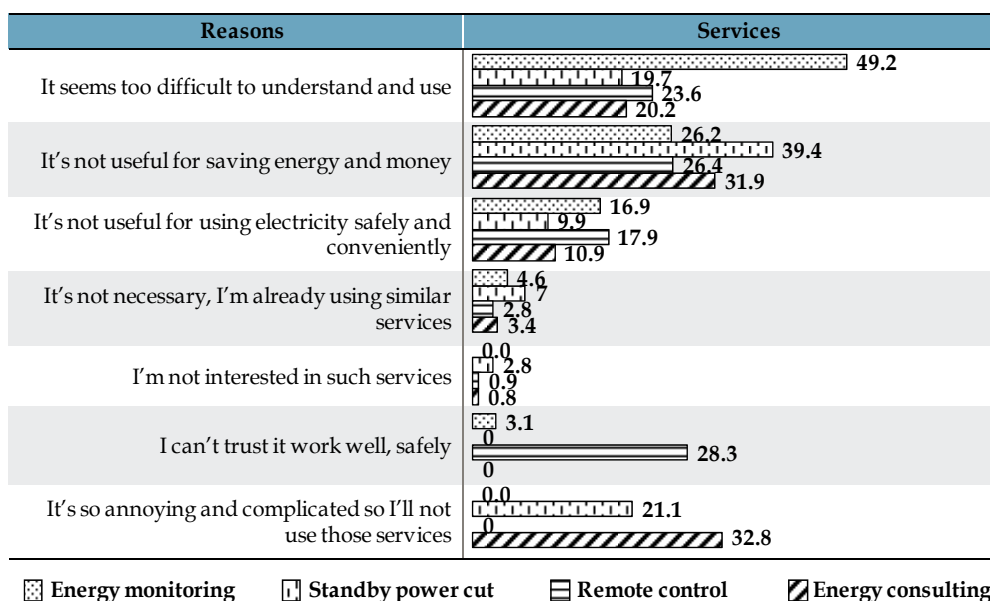 Reasons Services
It seems too difficult to understand and use
49.2
19.7
23.6
20.2
It's not useful for saving energy and money
26.2
39.4
26.4
31.9
It's not useful for using electricity safely and
conveniently
16.9
9.9
17.9
10.9
It's not necessary, I'm already using similar
services
4.6
7
2.8
3.4
I'm not interested in such services
0.0
2.8
0.9
0.8
I can't trust it work well, safely
3.1
0
28.3
0
It's so annoying and complicated so I'll not
use those services
0.0
21.1
0
32.8
Energy monitoring Standby power cut Remote control Energy consulting